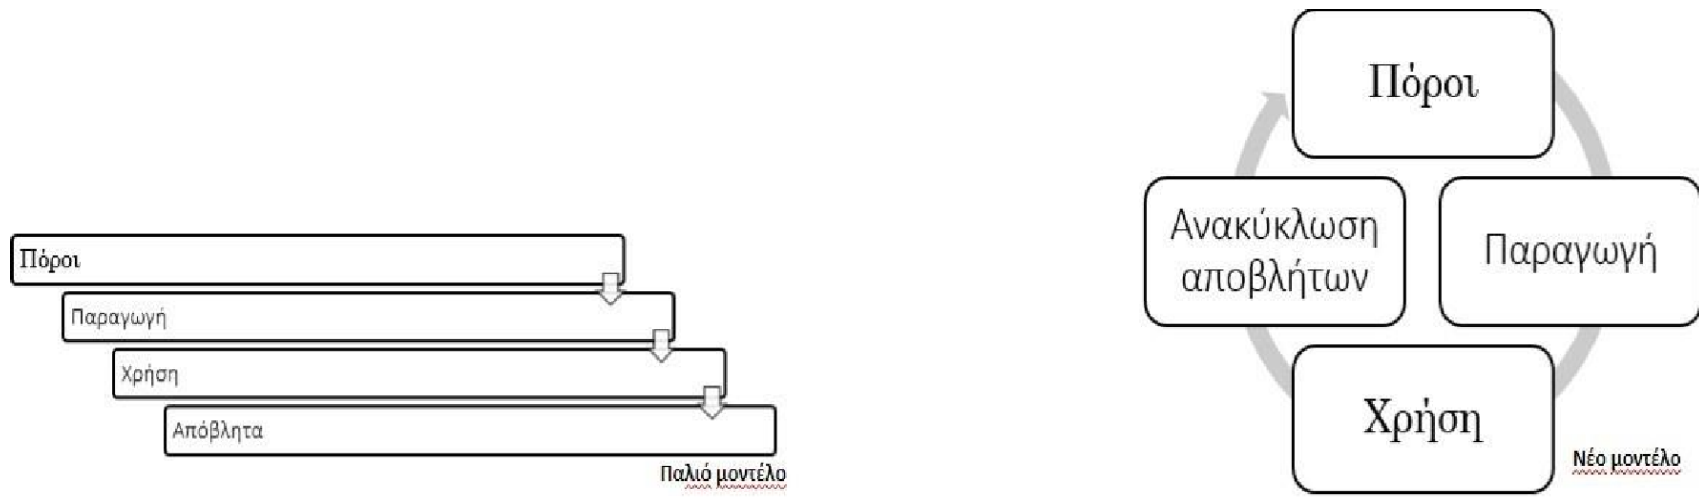 Πόροι
Παραγωγή
Χρήση
Απόβλητα
Παλιό μοντέλο
Πόροι
Παραγωγή
Χρήση
Ανακύκλωση
αποβλήτων
Νέο μοντέλο